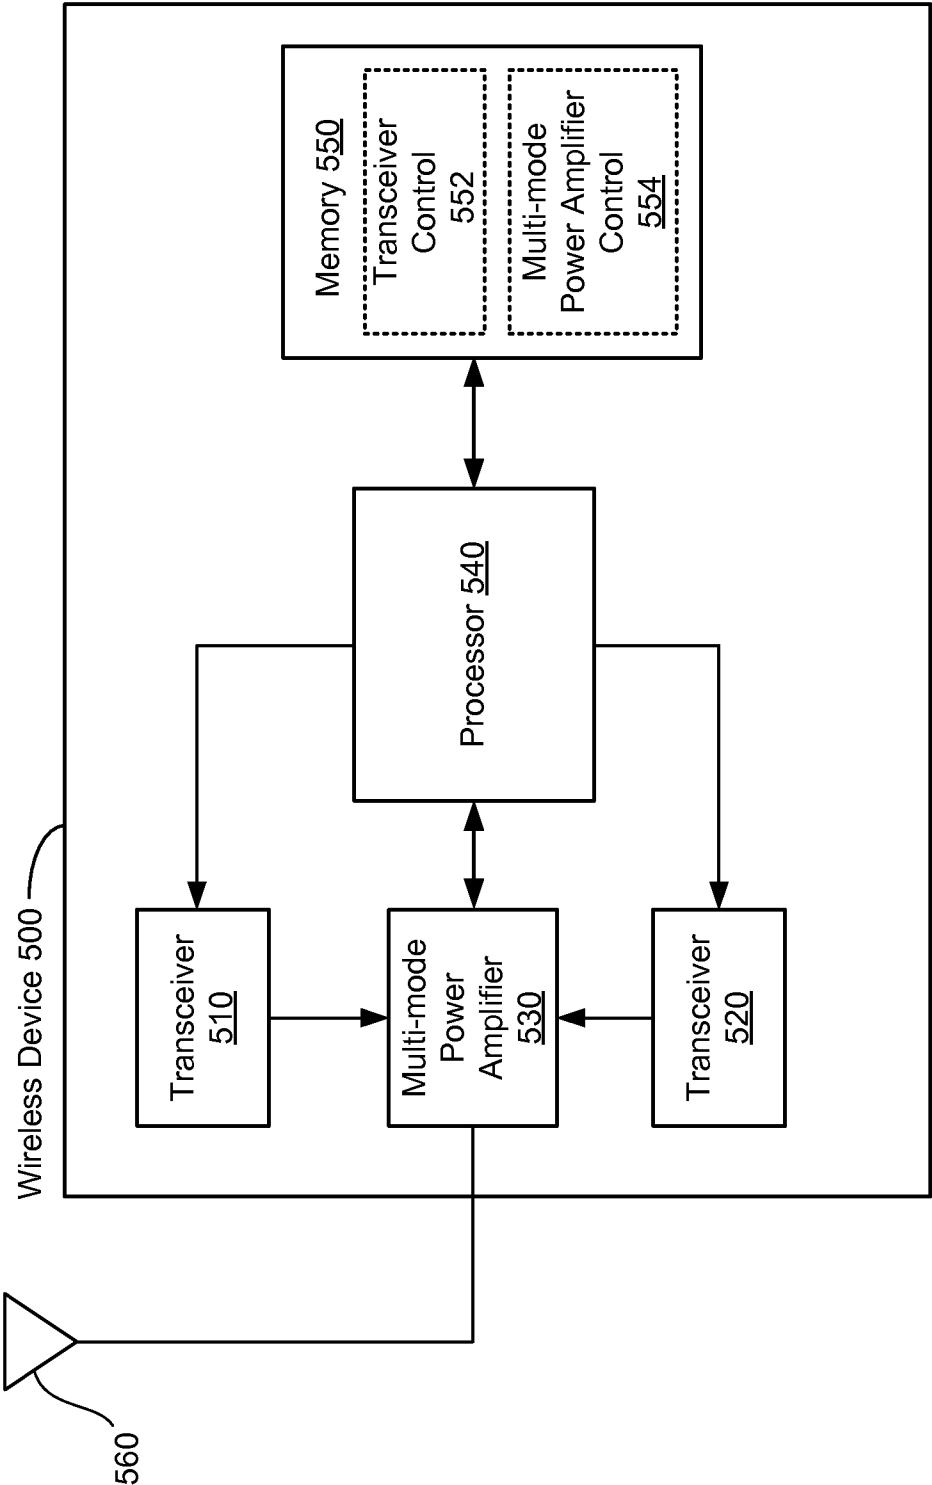 Wireless Device 500
560
Transceiver
510
Multi-mode
Power
Amplifier
530
Transceiver
520
Processor 540
Memory 550
Transceiver
Control
552
Multi-mode
Power Amplifier
Control
554